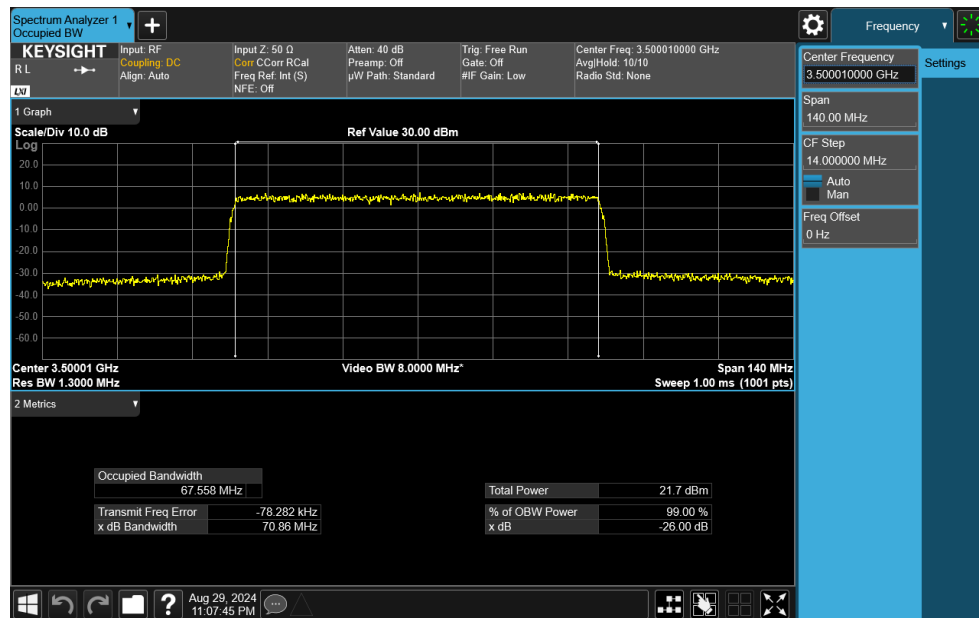 Spectrum Analyzer 1
Occupied BW
Frequency
KEYSIGHT
R L
LXI
Input: RF
Coupling: DC
Align: Auto
Input Z: 50 Ω
Corr CCorr RCal
Freq Ref: Int (S)
NFE: Off
Atten: 40 dB
Preamp: Off
µW Path: Standard
Trig: Free Run
Gate: Off
#IF Gain: Low
Center Freq: 3.500010000 GHz
Avg|Hold: 10/10
Radio Std: None
Center Frequency
3.500010000 GHz
Settings
Span
140.00 MHz
CF Step
14.000000 MHz
Auto
Man
Freq Offset
0 Hz
1 Graph
Scale/Div 10.0 dB
Ref Value 30.00 dBm
Log
20.0
10.0
0.00
-10.0
-20.0
-30.0
-40.0
-50.0
-60.0
Center 3.50001 GHz
Video BW 8.0000 MHz*
Span 140 MHz
Res BW 1.3000 MHz
Sweep 1.00 ms (1001 pts)
2 Metrics
Occupied Bandwidth
67.558 MHz
Total Power 21.7 dBm
Transmit Freq Error -78.282 kHz
% of OBW Power 99.00 %
x dB Bandwidth 70.86 MHz
x dB -26.00 dB
?
Aug 29, 2024
11:07:45 PM